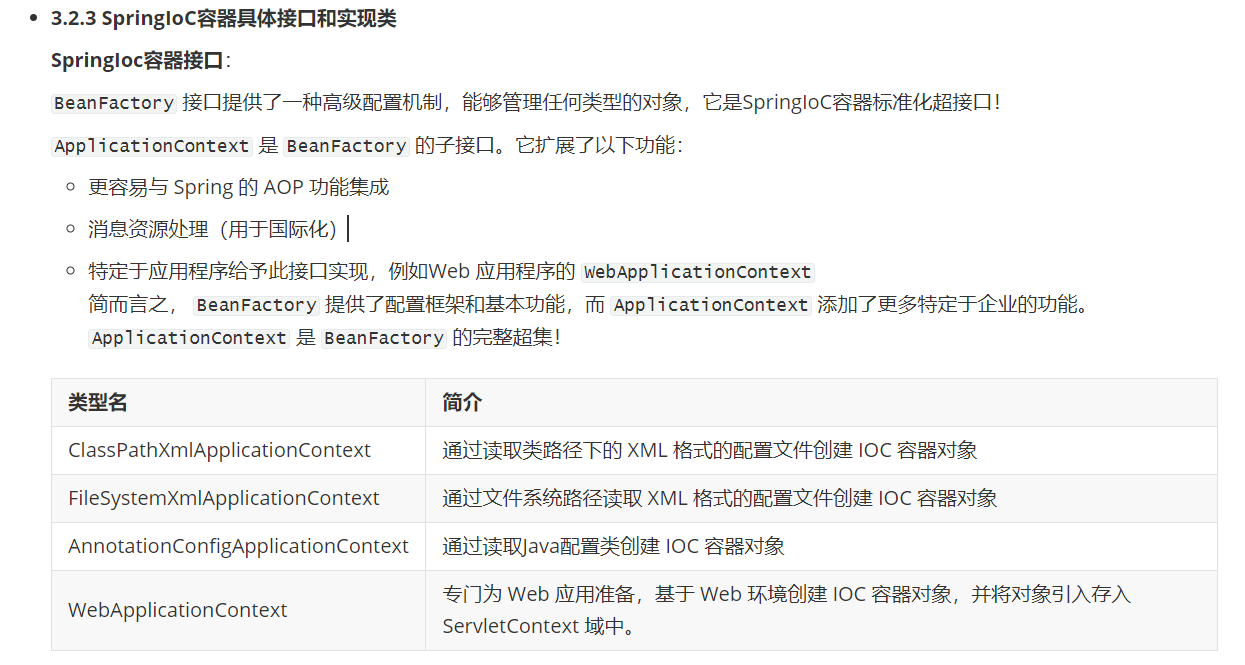 3.2.3 SpringIoC容器具体接口和实现类
SpringIoc容器接口：
BeanFactory 接口提供了一种高级配置机制，能够管理任何类型的对象，它是SpringIoC容器标准化超接口！
ApplicationContext 是 BeanFactory 的子接口。它扩展了以下功能：
更容易与 Spring 的 AOP 功能集成
消息资源处理（用于国际化）
特定于应用程序给予此接口实现，例如Web 应用程序的 WebApplicationContext
简而言之， BeanFactory 提供了配置框架和基本功能，而 ApplicationContext 添加了更多特定于企业的功能。
ApplicationContext 是 BeanFactory 的完整超集！
类型名 简介
ClassPathXmlApplicationContext 通过读取类路径下的 XML 格式的配置文件创建 IOC 容器对象
FileSystemXmlApplicationContext 通过文件系统路径读取 XML 格式的配置文件创建 IOC 容器对象
AnnotationConfigApplicationContext 通过读取Java配置类创建 IOC 容器对象
WebApplicationContext 专门为 Web 应用准备，基于 Web 环境创建 IOC 容器对象，并将对象引入存入
ServletContext 域中。